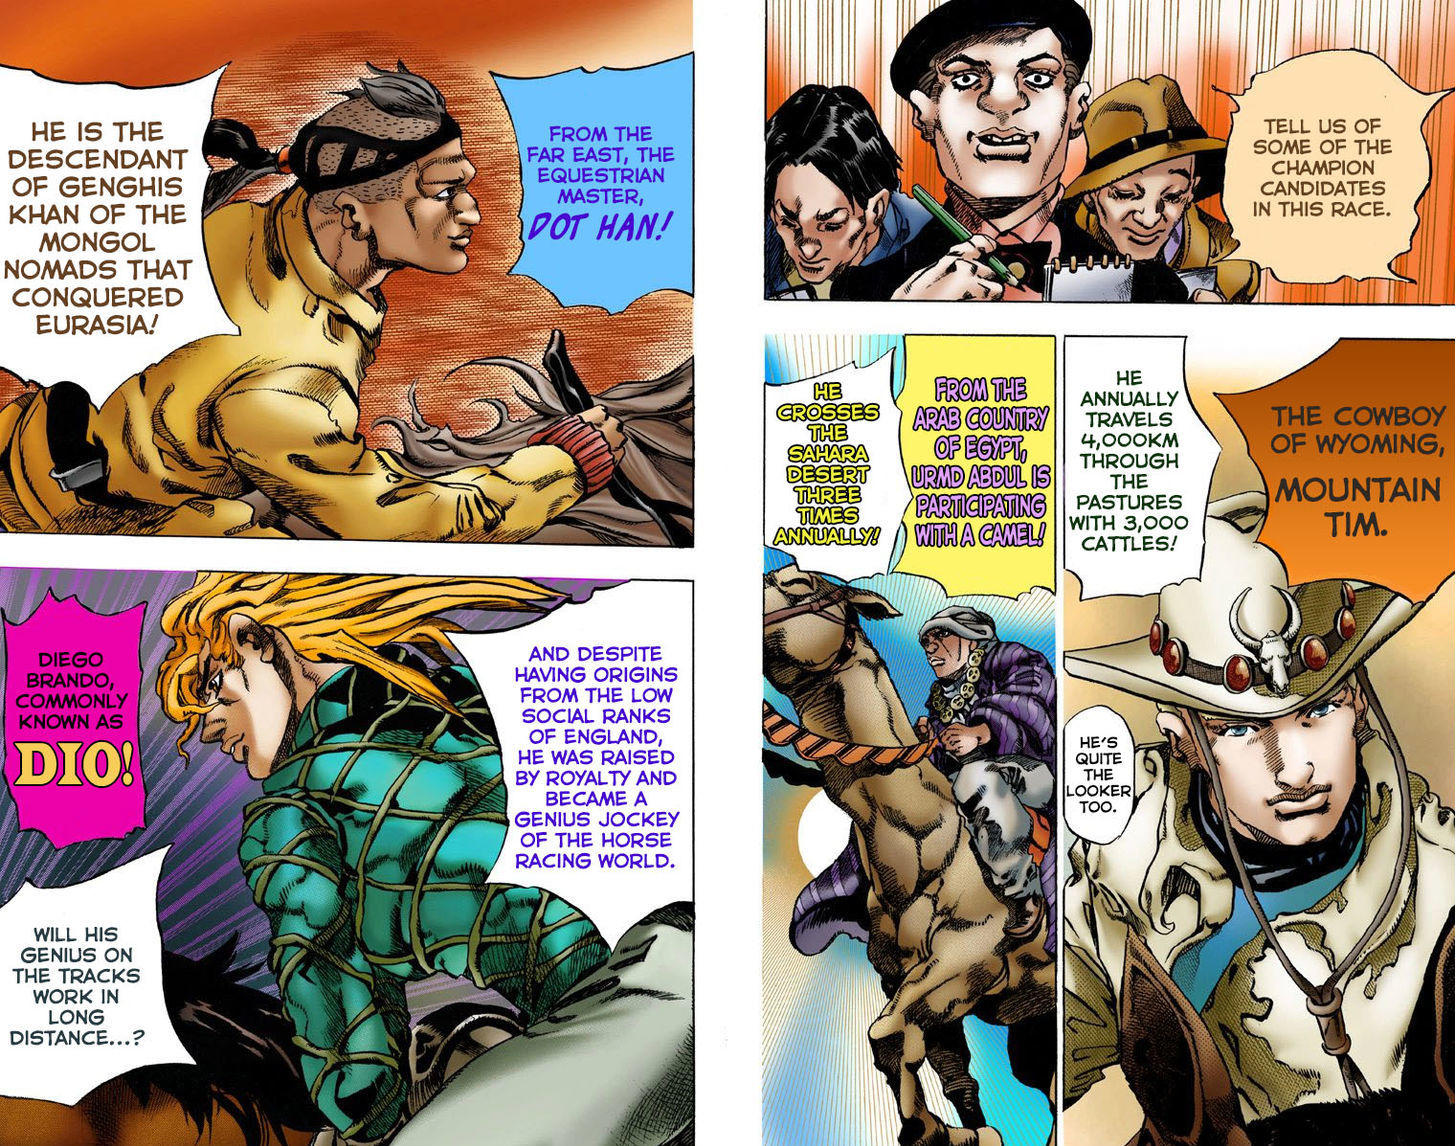 TELL US OF
SOME OF THE
CHAMPION
CANDIDATES
IN THIS RACE.
THE COWBOY
OF WYOMING,
MOUNTAIN
TIM.
HE
ANNUALLY
TRAVELS
4,000KM
THROUGH
THE
PASTURES
WITH 3,000
CATTLES!
HE'S
QUITE
THE
LOOKER
TOO.
FROM THE
ARAB COUNTRY
OF EGYPT,
URMD ABDUL IS
PARTICIPATING
WITH A CAMEL!
HE
CROSSES
THE
SAHARA
DESERT
THREE
TIMES
ANNUALLY!
FROM THE
FAR EAST, THE
EQUESTRIAN
MASTER,
DOT HAN!
HE IS THE
DESCENDANT
OF GENGHIS
KHAN OF THE
MONGOL
NOMADS THAT
CONQUERED
EURASIA!
AND DESPITE
HAVING ORIGINS
FROM THE LOW
SOCIAL RANKS
OF ENGLAND,
HE WAS RAISED
BY ROYALTY AND
BECAME A
GENIUS JOCKEY
OF THE HORSE
RACING WORLD.
DIEGO
BRANDO,
COMMONLY
KNOWN AS
DIO!
WILL HIS
GENIUS ON
THE TRACKS
WORK IN
LONG
DISTANCE...?